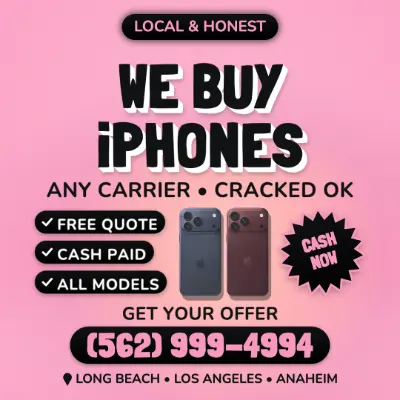 LOCAL & HONEST
WE BUY
iPHONES
ANY CARRIER • CRACKED OK
✓ FREE QUOTE
✓ CASH PAID
✓ ALL MODELS
CASH
NOW
GET YOUR OFFER
(562) 999-4994
LONG BEACH • LOS ANGELES • ANAHEIM